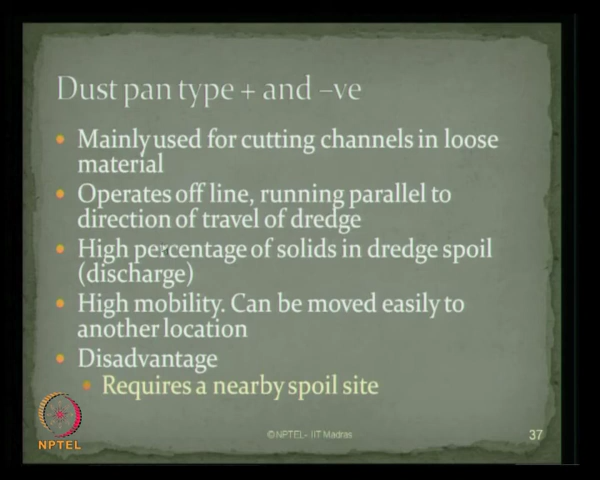 Dust pan type + and –ve
• Mainly used for cutting channels in loose
material
• Operates off line, running parallel to
direction of travel of dredge
• High percentage of solids in dredge spoil
(discharge)
• High mobility. Can be moved easily to
another location
• Disadvantage
• Requires a nearby spoil site
NPTEL
©NPTEL- IIT Madras
37